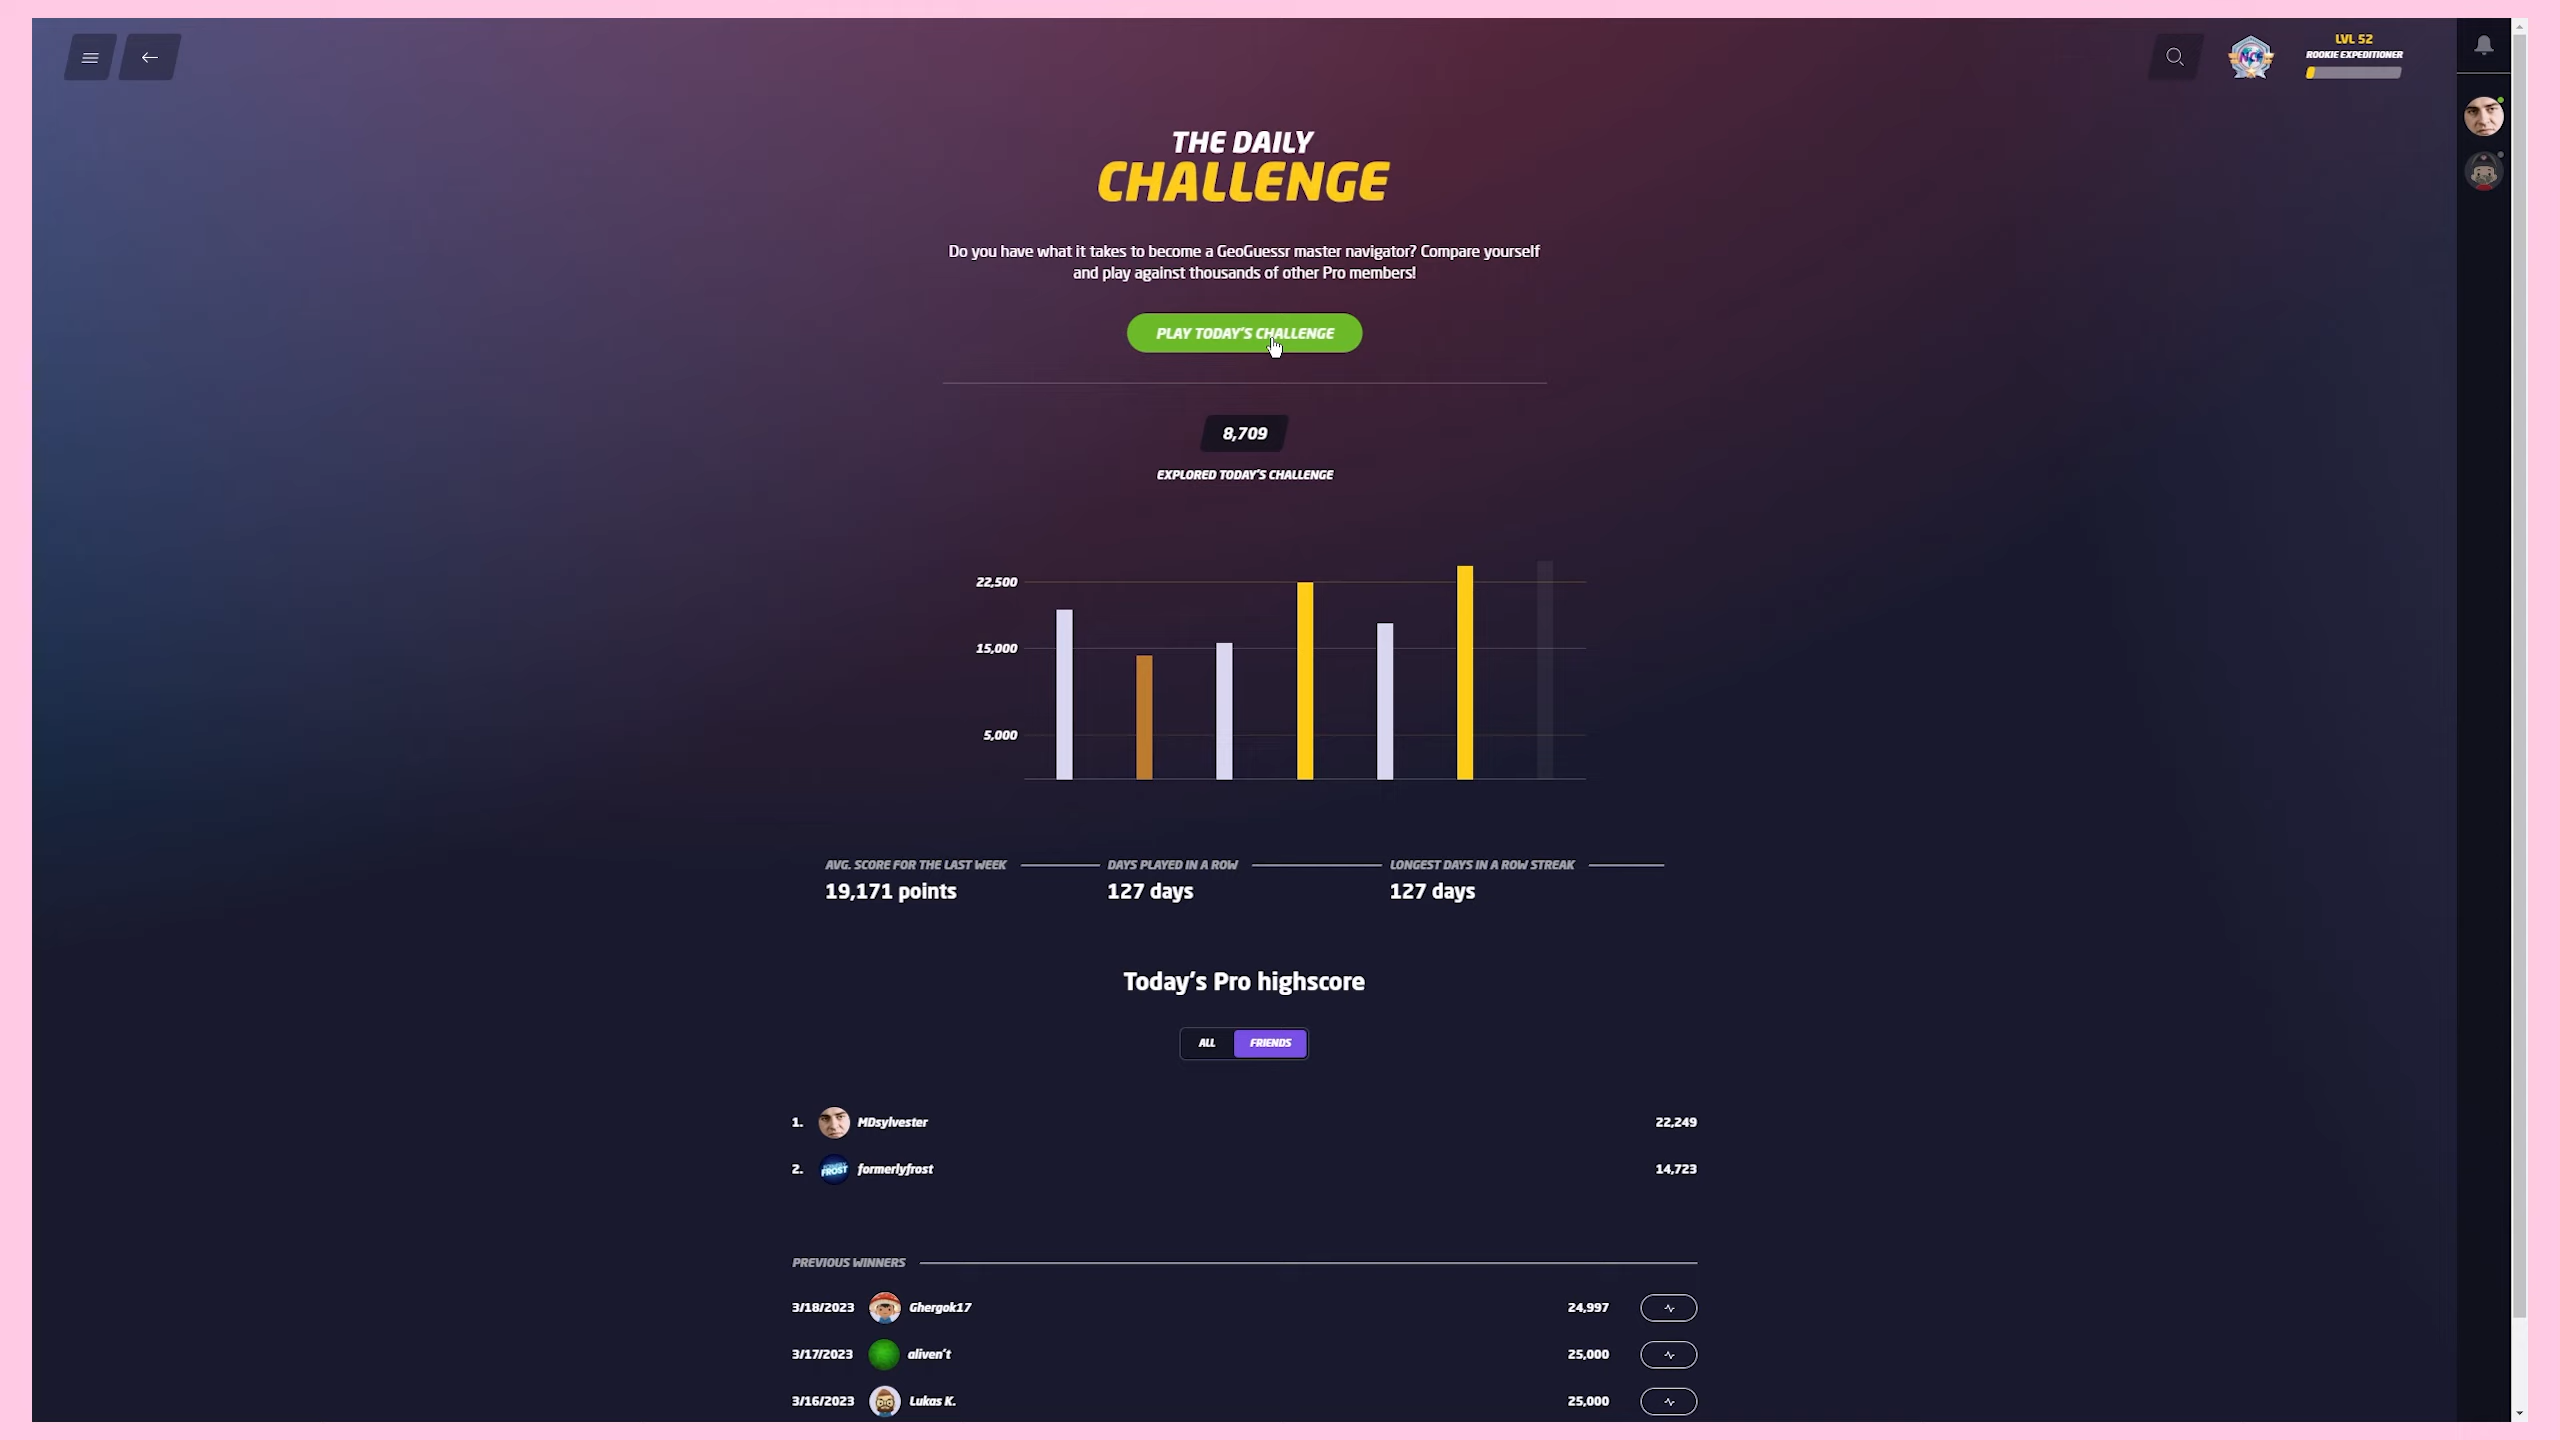 LVL 52
ROOKIE EXPEDITIONER
THE DAILY
CHALLENGE
Do you have what it takes to become a GeoGuessr master navigator? Compare yourself
and play against thousands of other Pro members!
PLAY TODAY'S CHALLENGE
8,709
EXPLORED TODAY'S CHALLENGE
22,500
15,000
5,000
AVG. SCORE FOR THE LAST WEEK
19,171 points
DAYS PLAYED IN A ROW
127 days
LONGEST DAYS IN A ROW STREAK
127 days
Today's Pro highscore
ALL FRIENDS
1. MDsylvester 22,249
2. FROST formerlyfrost 14,723
PREVIOUS WINNERS
3/18/2023 Ghergok17 24,997
3/17/2023 aliven't 25,000
3/16/2023 Lukas K. 25,000